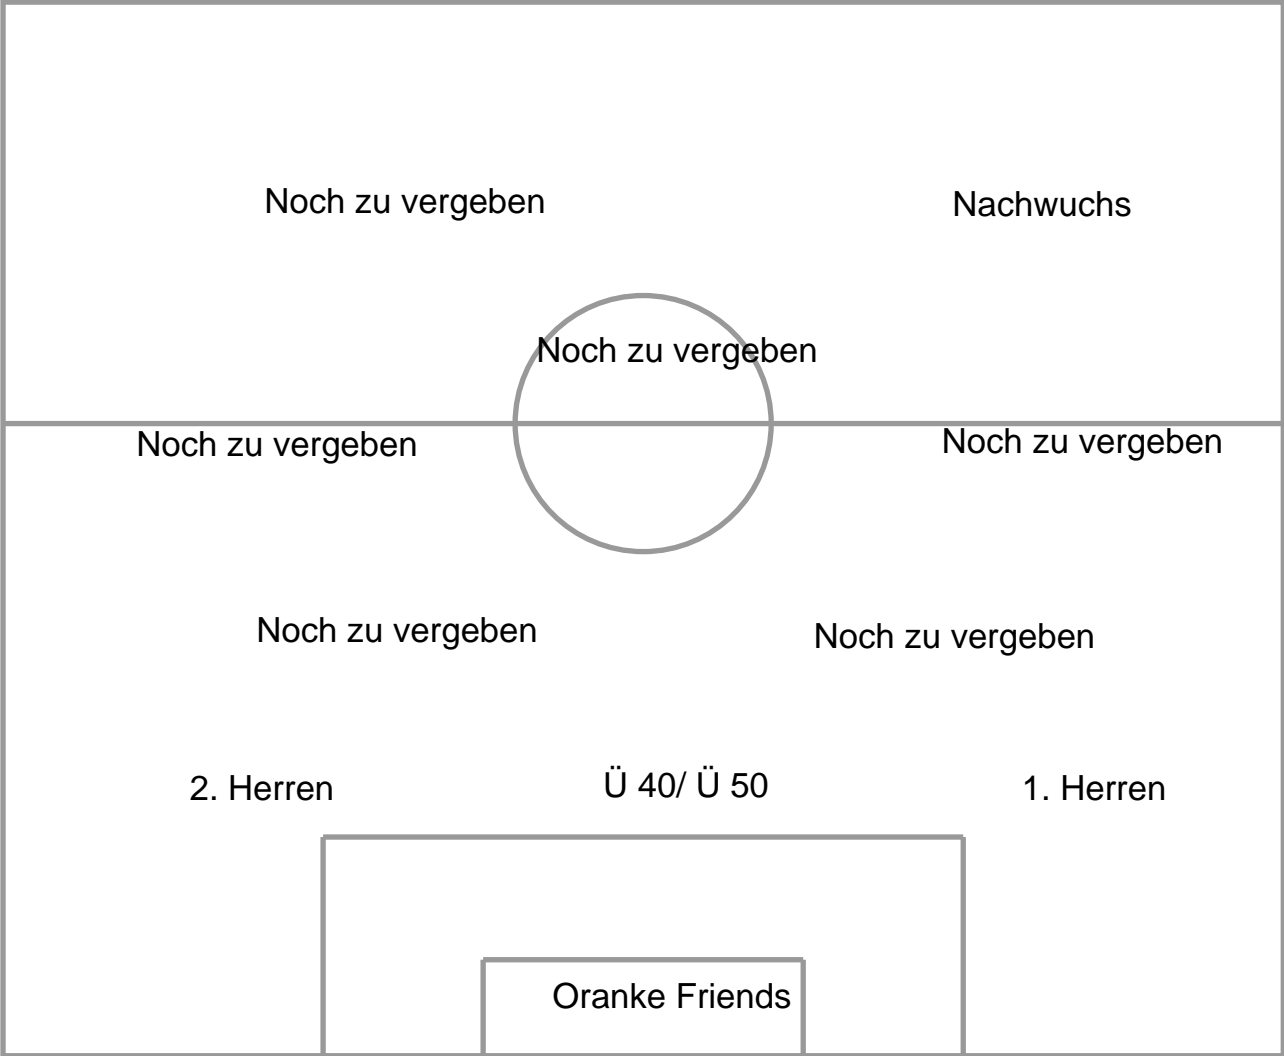 Noch zu vergeben
Nachwuchs
Noch zu vergeben
Noch zu vergeben
Noch zu vergeben
Noch zu vergeben
Noch zu vergeben
2. Herren
Ü 40/ Ü 50
1. Herren
Oranke Friends